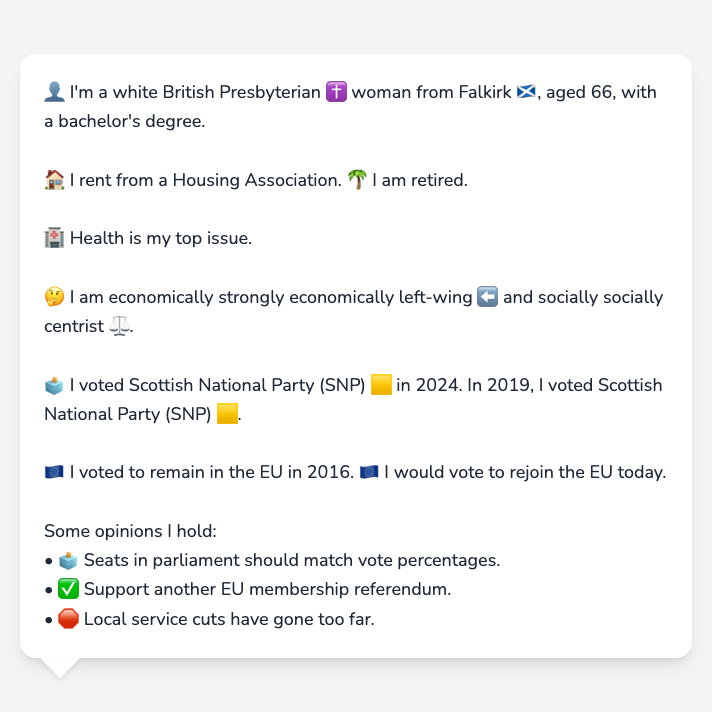 👤 I'm a white British Presbyterian ✝️ woman from Falkirk 🏴󠁧󠁢󠁳󠁣󠁴󠁿, aged 66, with
a bachelor's degree.
🏠 I rent from a Housing Association. 🌴 I am retired.
🏥 Health is my top issue.
🤔 I am economically strongly economically left-wing ⬅️ and socially socially
centrist ⚖️.
🗳️ I voted Scottish National Party (SNP) 🟨 in 2024. In 2019, I voted Scottish
National Party (SNP) 🟨.
🇪🇺 I voted to remain in the EU in 2016. 🇪🇺 I would vote to rejoin the EU today.
Some opinions I hold:
• 🗳️ Seats in parliament should match vote percentages.
• ✅ Support another EU membership referendum.
• 🛑 Local service cuts have gone too far.